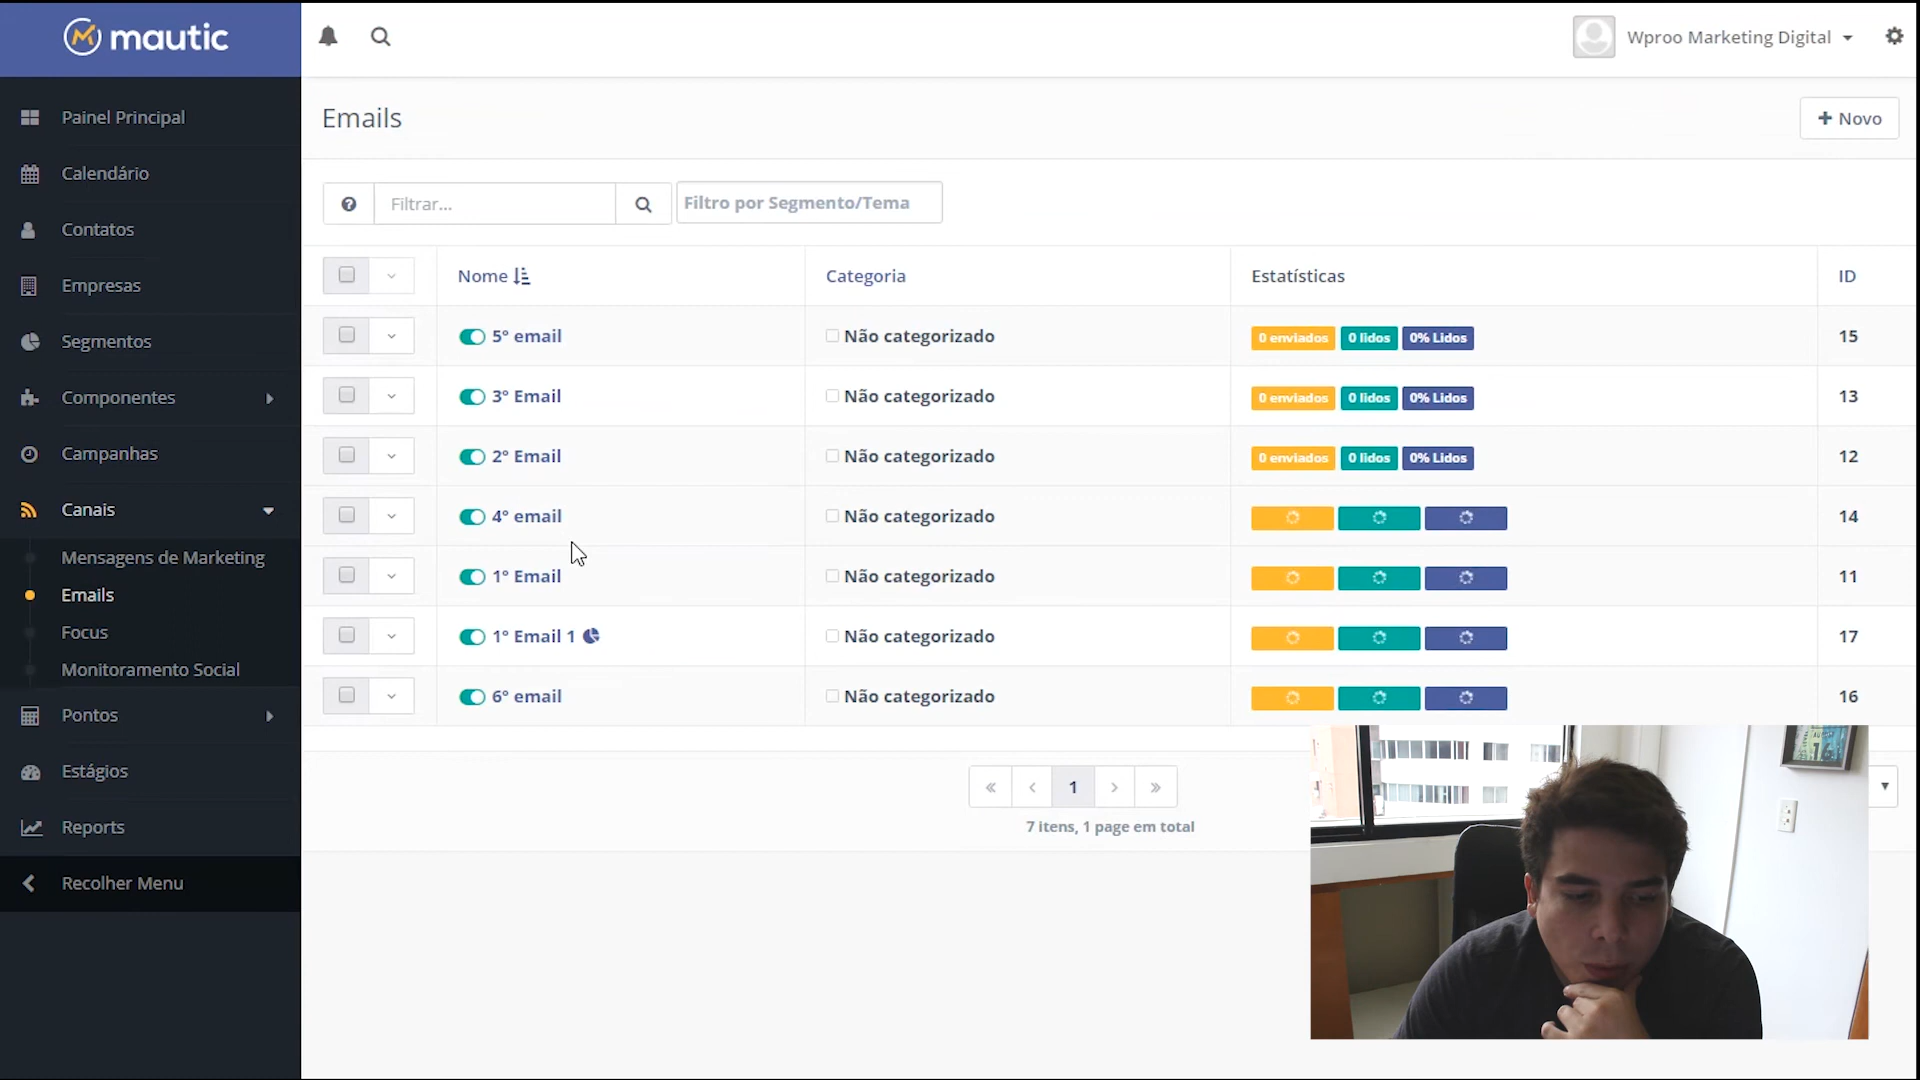 mautic
Wproo Marketing Digital
Painel Principal
Calendário
Contatos
Empresas
Segmentos
Componentes
Campanhas
Canais
Mensagens de Marketing
Emails
Focus
Monitoramento Social
Pontos
Estágios
Reports
Recolher Menu
Emails
+ Novo
Filtrar...
Filtro por Segmento/Tema
Nome Categoria Estatísticas ID
5° email Não categorizado 0 enviados 0 lidos 0% Lidos 15
3° Email Não categorizado 0 enviados 0 lidos 0% Lidos 13
2° Email Não categorizado 0 enviados 0 lidos 0% Lidos 12
4° email Não categorizado 14
1° Email Não categorizado 11
1° Email 1 Não categorizado 17
6° email Não categorizado 16
« ‹ 1 › »
7 itens, 1 page em total